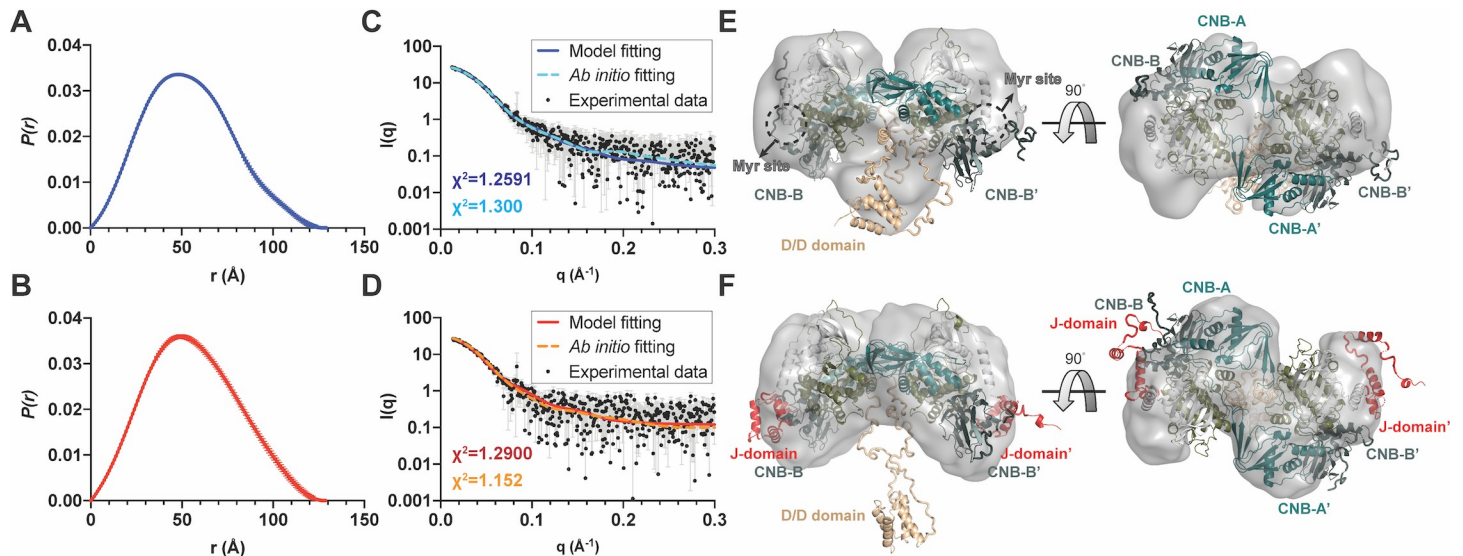 A
0.04
0.03
0.02
0.01
0.00
P(r)
0
50
100
150
r (Å)
B
0.04
0.03
0.02
0.01
0.00
P(r)
0
50
100
150
r (Å)
C
100
10
1
0.1
0.01
0.001
I(q)
Model fitting
Ab initio fitting
Experimental data
χ²=1.2591
χ²=1.300
0.0
0.1
0.2
0.3
q (Å⁻¹)
D
100
10
1
0.1
0.01
0.001
I(q)
Model fitting
Ab initio fitting
Experimental data
χ²=1.2900
χ²=1.152
0.0
0.1
0.2
0.3
q (Å⁻¹)
E
Myr site
Myr site
CNB-B
CNB-B’
D/D domain
90°
CNB-A
CNB-B
CNB-B’
CNB-A’
F
J-domain
CNB-B
J-domain’
CNB-B’
D/D domain
90°
CNB-A
CNB-B
J-domain
J-domain’
CNB-B’
CNB-A’